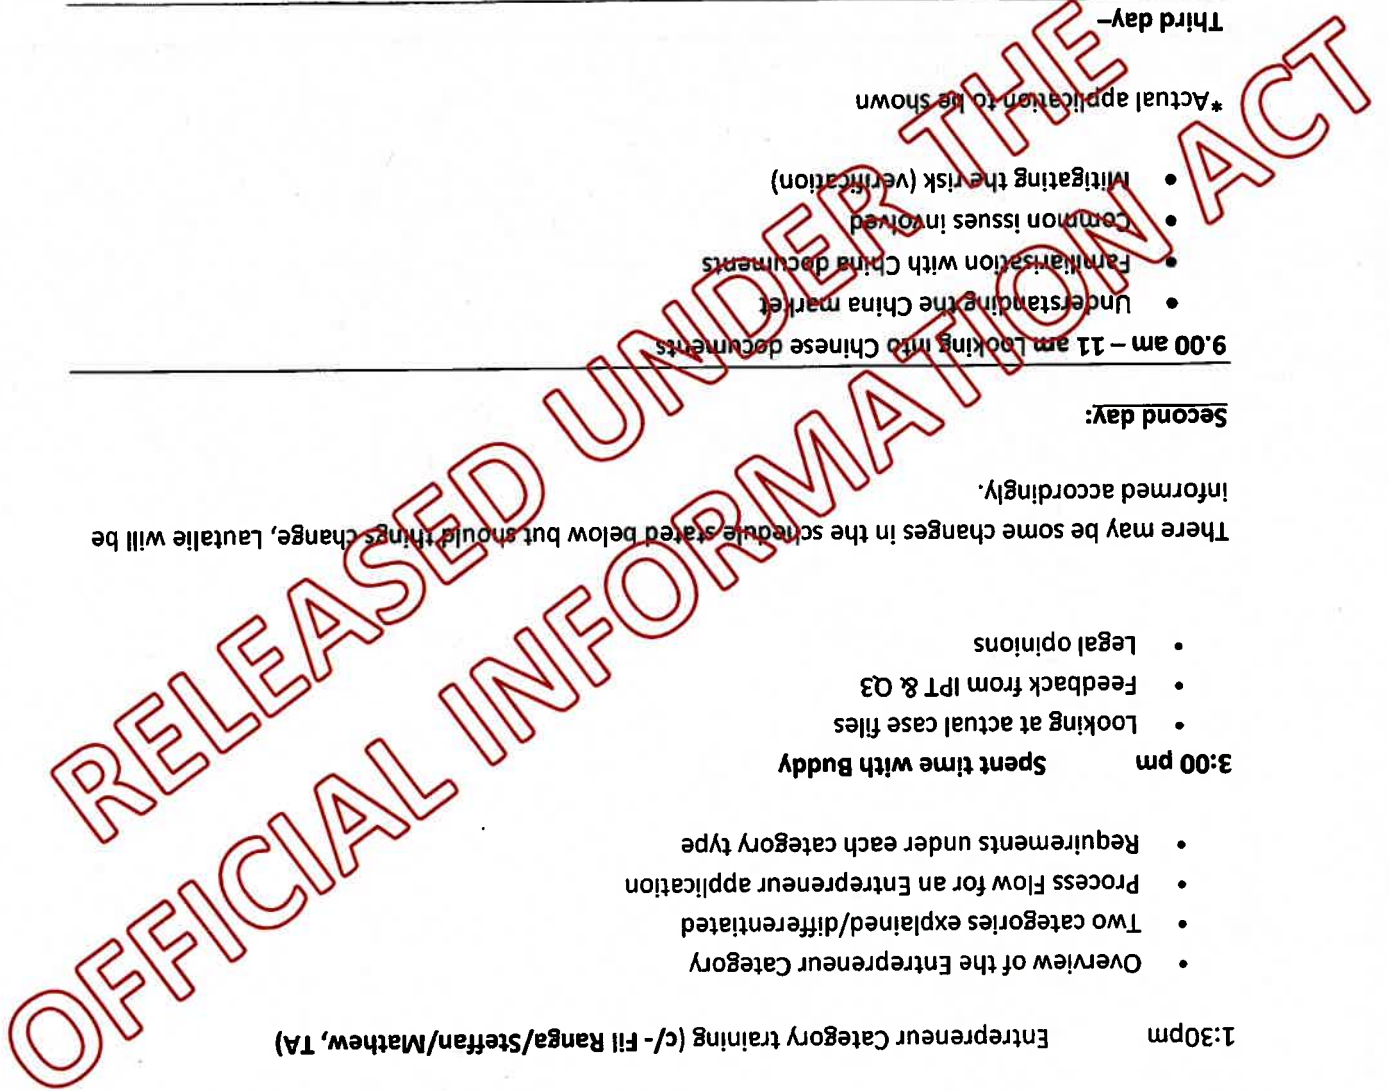 1:30pm Entrepreneur Category training (c/- Fil Ranga/Steffan/Mathew, TA)
• Overview of the Entrepreneur Category
• Two categories explained/differentiated
• Process Flow for an Entrepreneur application
• Requirements under each category type
3:00 pm Spent time with Buddy
• Looking at actual case files
• Feedback from IPT & Q3
• Legal opinions
There may be some changes in the schedule stated below but should things change, Lautalie will be
informed accordingly.
Second day:
9.00 am – 11 am Looking into Chinese documents
• Understanding the China market
• Familiarisation with China documents
• Common issues involved
• Mitigating the risk (verification)
*Actual application to be shown
Third day–
RELEASED UNDER THE
OFFICIAL INFORMATION ACT